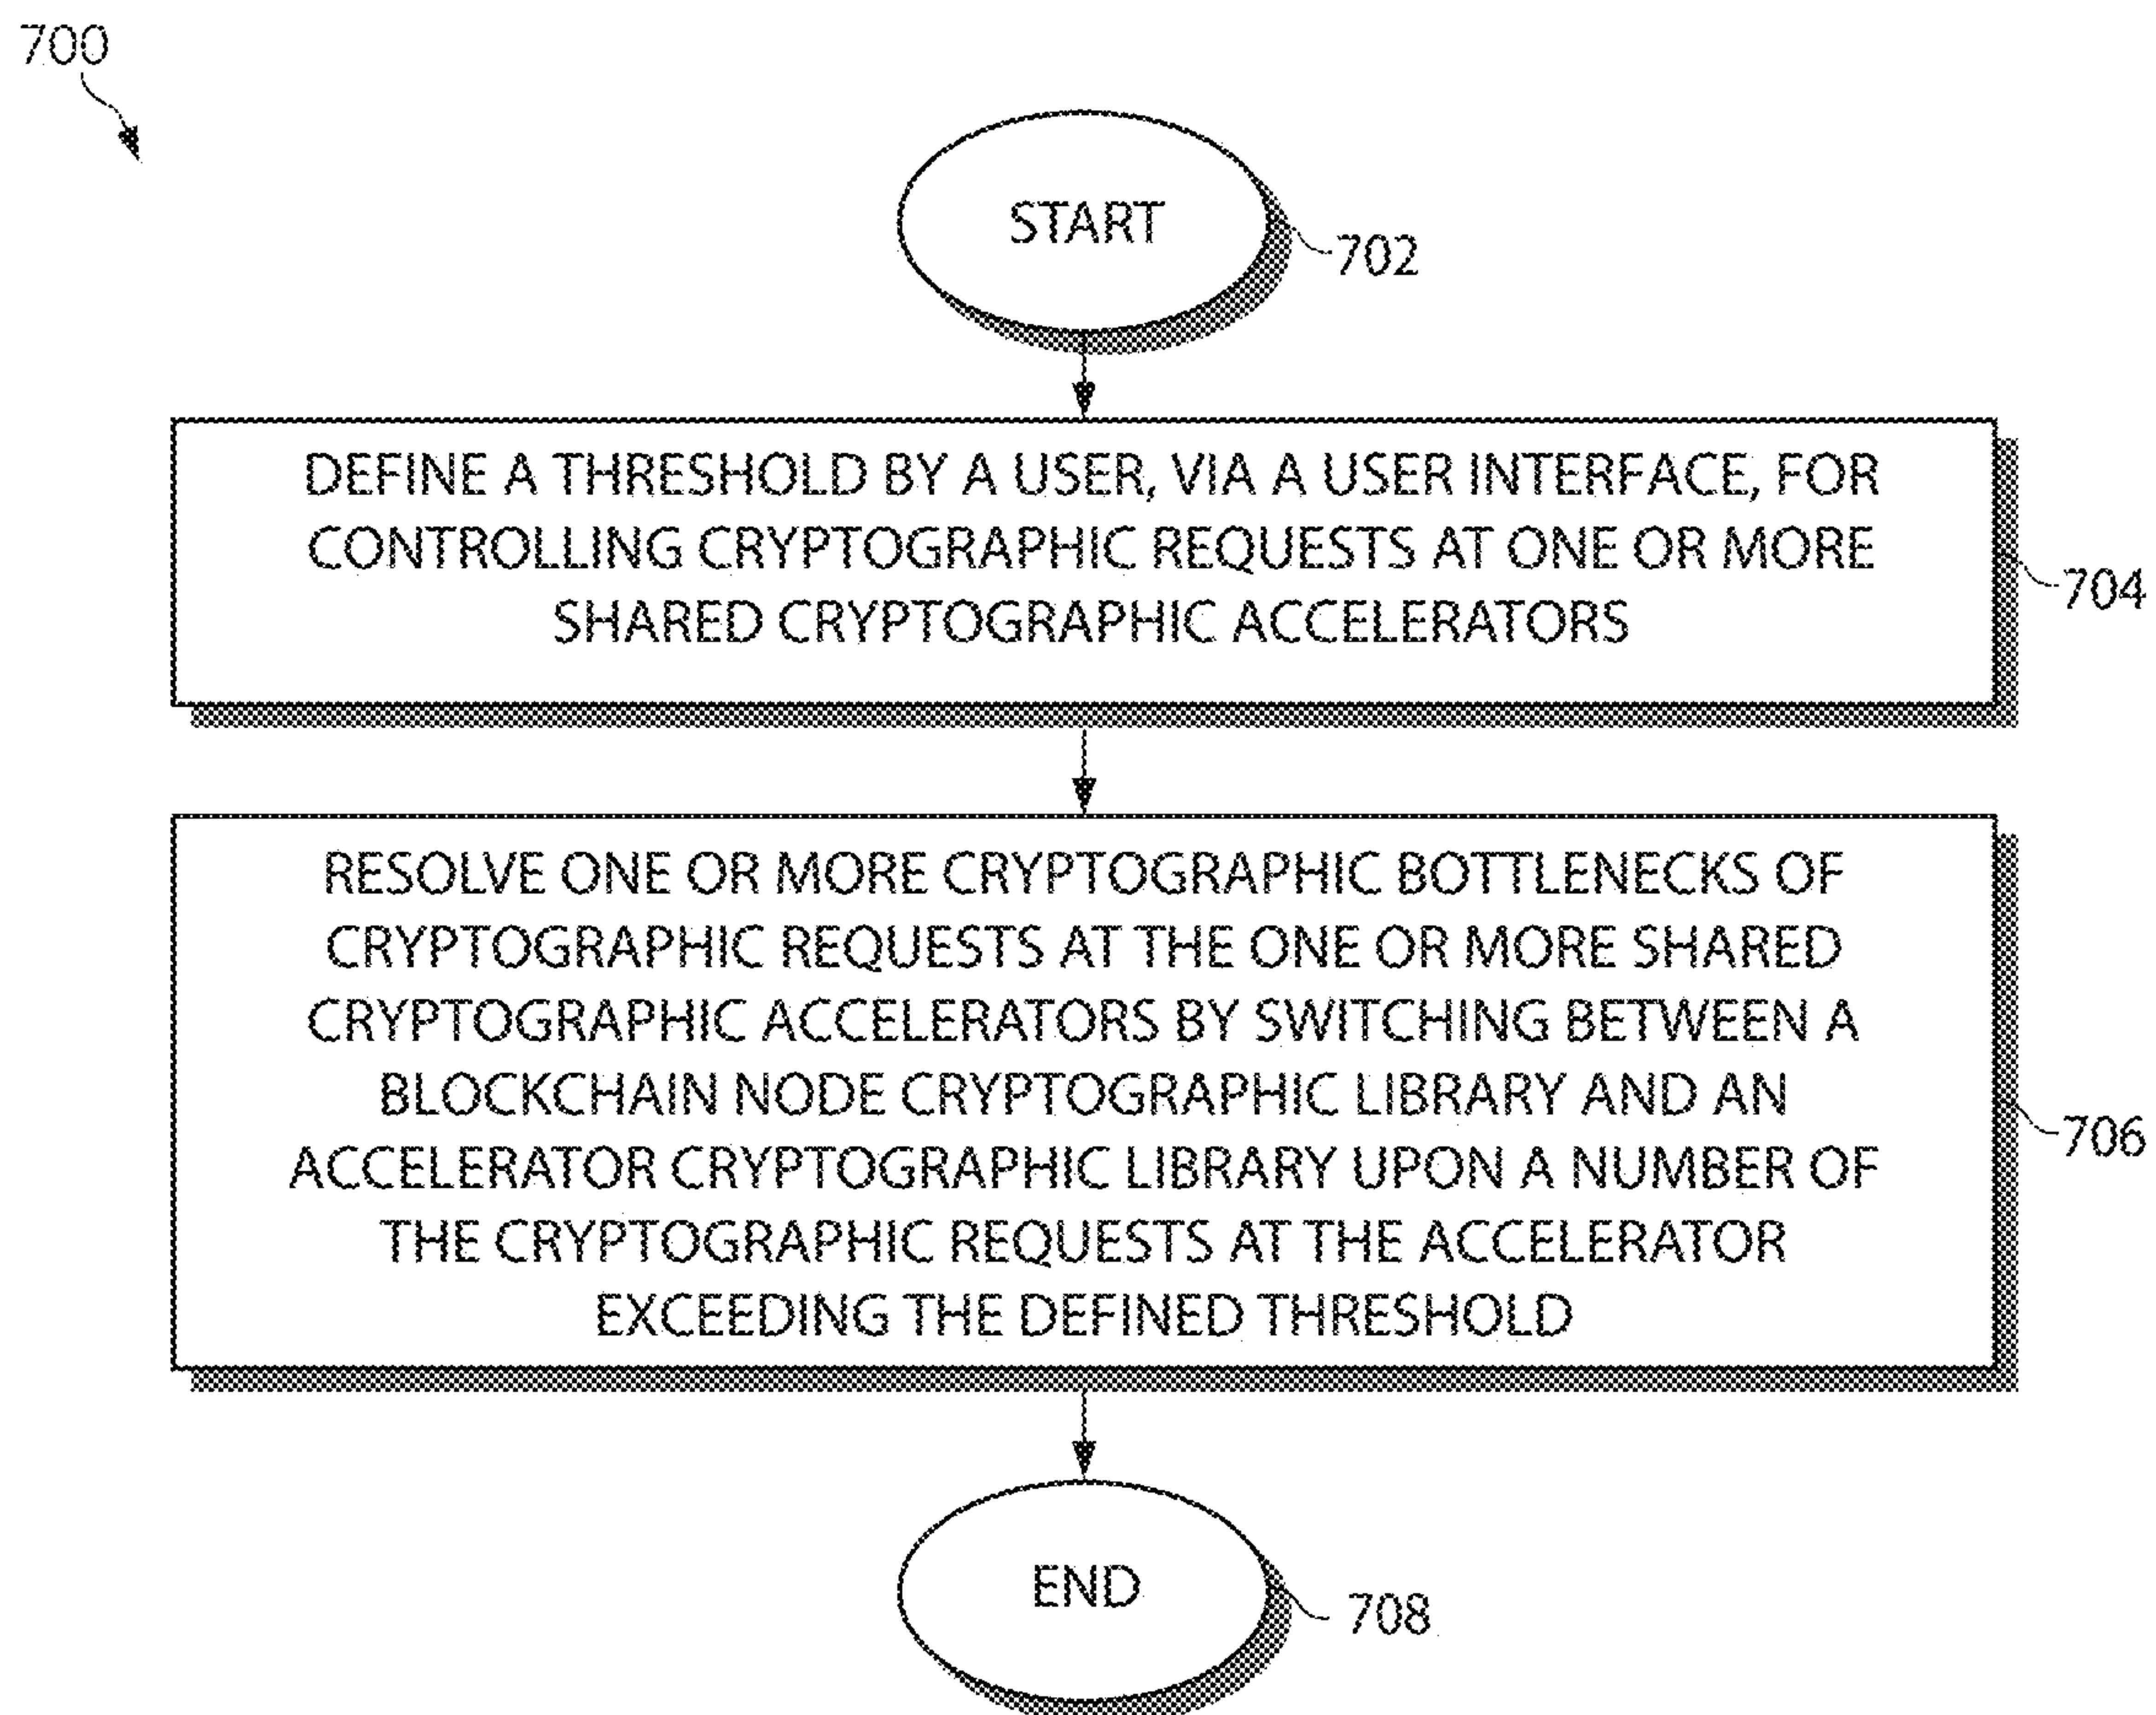 700
START
702
DEFINE A THRESHOLD BY A USER, VIA A USER INTERFACE, FOR
CONTROLLING CRYPTOGRAPHIC REQUESTS AT ONE OR MORE
SHARED CRYPTOGRAPHIC ACCELERATORS
704
RESOLVE ONE OR MORE CRYPTOGRAPHIC BOTTLENECKS OF
CRYPTOGRAPHIC REQUESTS AT THE ONE OR MORE SHARED
CRYPTOGRAPHIC ACCELERATORS BY SWITCHING BETWEEN A
BLOCKCHAIN NODE CRYPTOGRAPHIC LIBRARY AND AN
ACCELERATOR CRYPTOGRAPHIC LIBRARY UPON A NUMBER OF
THE CRYPTOGRAPHIC REQUESTS AT THE ACCELERATOR
EXCEEDING THE DEFINED THRESHOLD
706
END
708